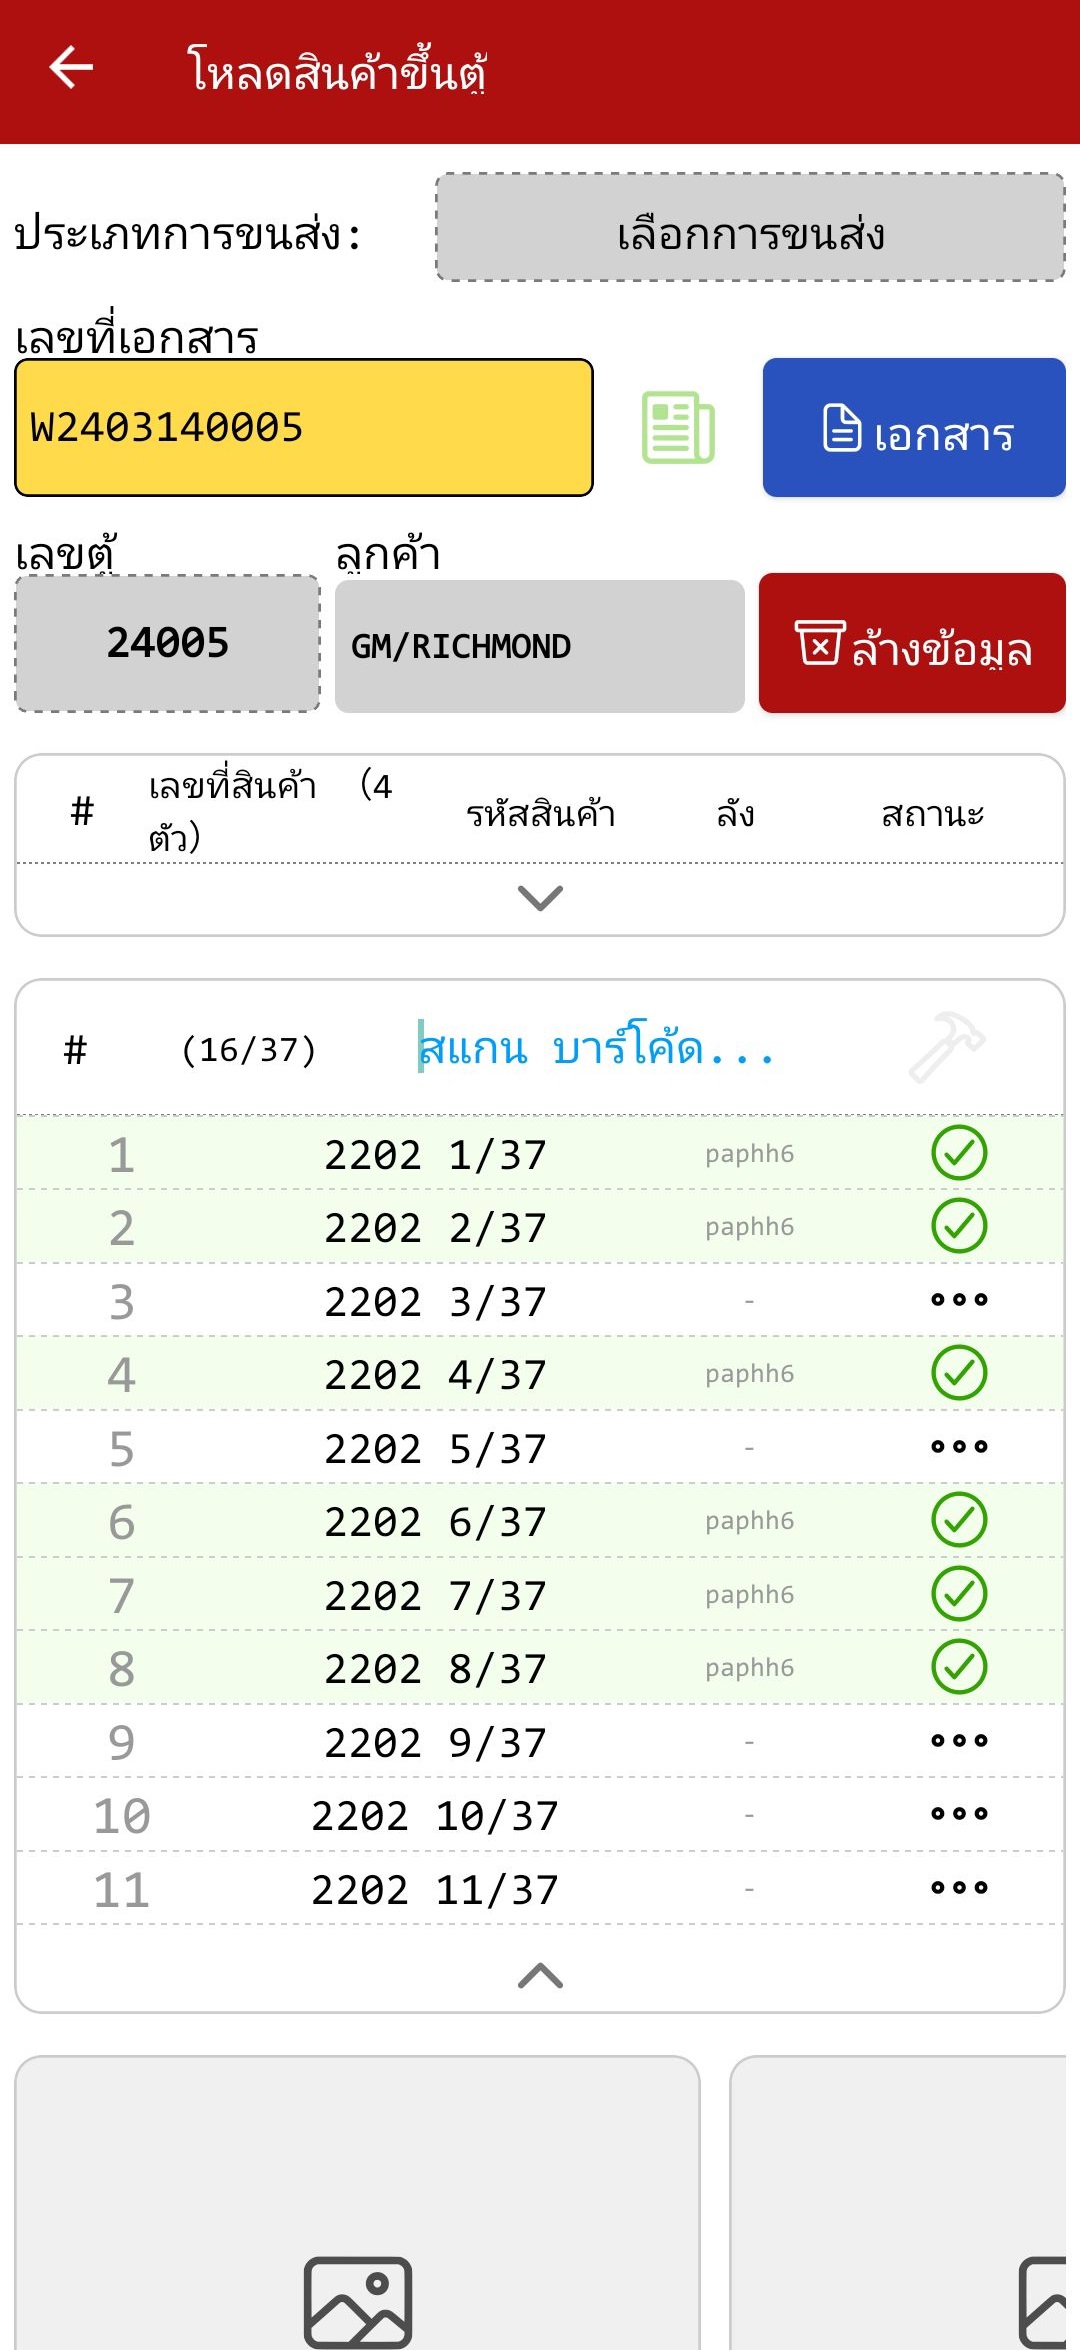 โหลดสินค้าขึ้นตู้
ประเภทการขนส่ง: เลือกการขนส่ง
เลขที่เอกสาร
W2403140005 เอกสาร
เลขตู้ ลูกค้า
24005 GM/RICHMOND ล้างข้อมูล
# เลขที่สินค้า (4 ตัว) รหัสสินค้า ลัง สถานะ
# (16/37) สแกน บาร์โค้ด...
1 2202 1/37 paphh6
2 2202 2/37 paphh6
3 2202 3/37 -
4 2202 4/37 paphh6
5 2202 5/37 -
6 2202 6/37 paphh6
7 2202 7/37 paphh6
8 2202 8/37 paphh6
9 2202 9/37 -
10 2202 10/37 -
11 2202 11/37 -